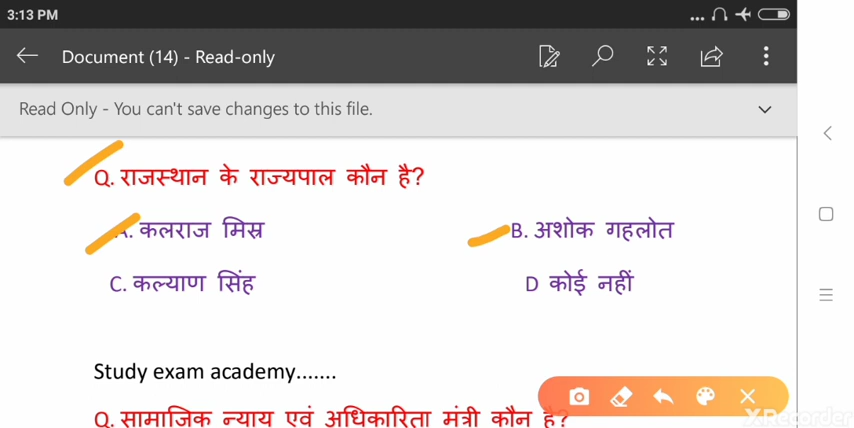 3:13 PM
Document (14) - Read-only
Read Only - You can't save changes to this file.
Q. राजस्थान के राज्यपाल कौन है?
A. कलराज मिस्र B. अशोक गहलोत
C. कल्याण सिंह D कोई नहीं
Study exam academy.......
Q. सामाजिक न्याय एवं अधिकारिता मंत्री कौन है?
XRecorder